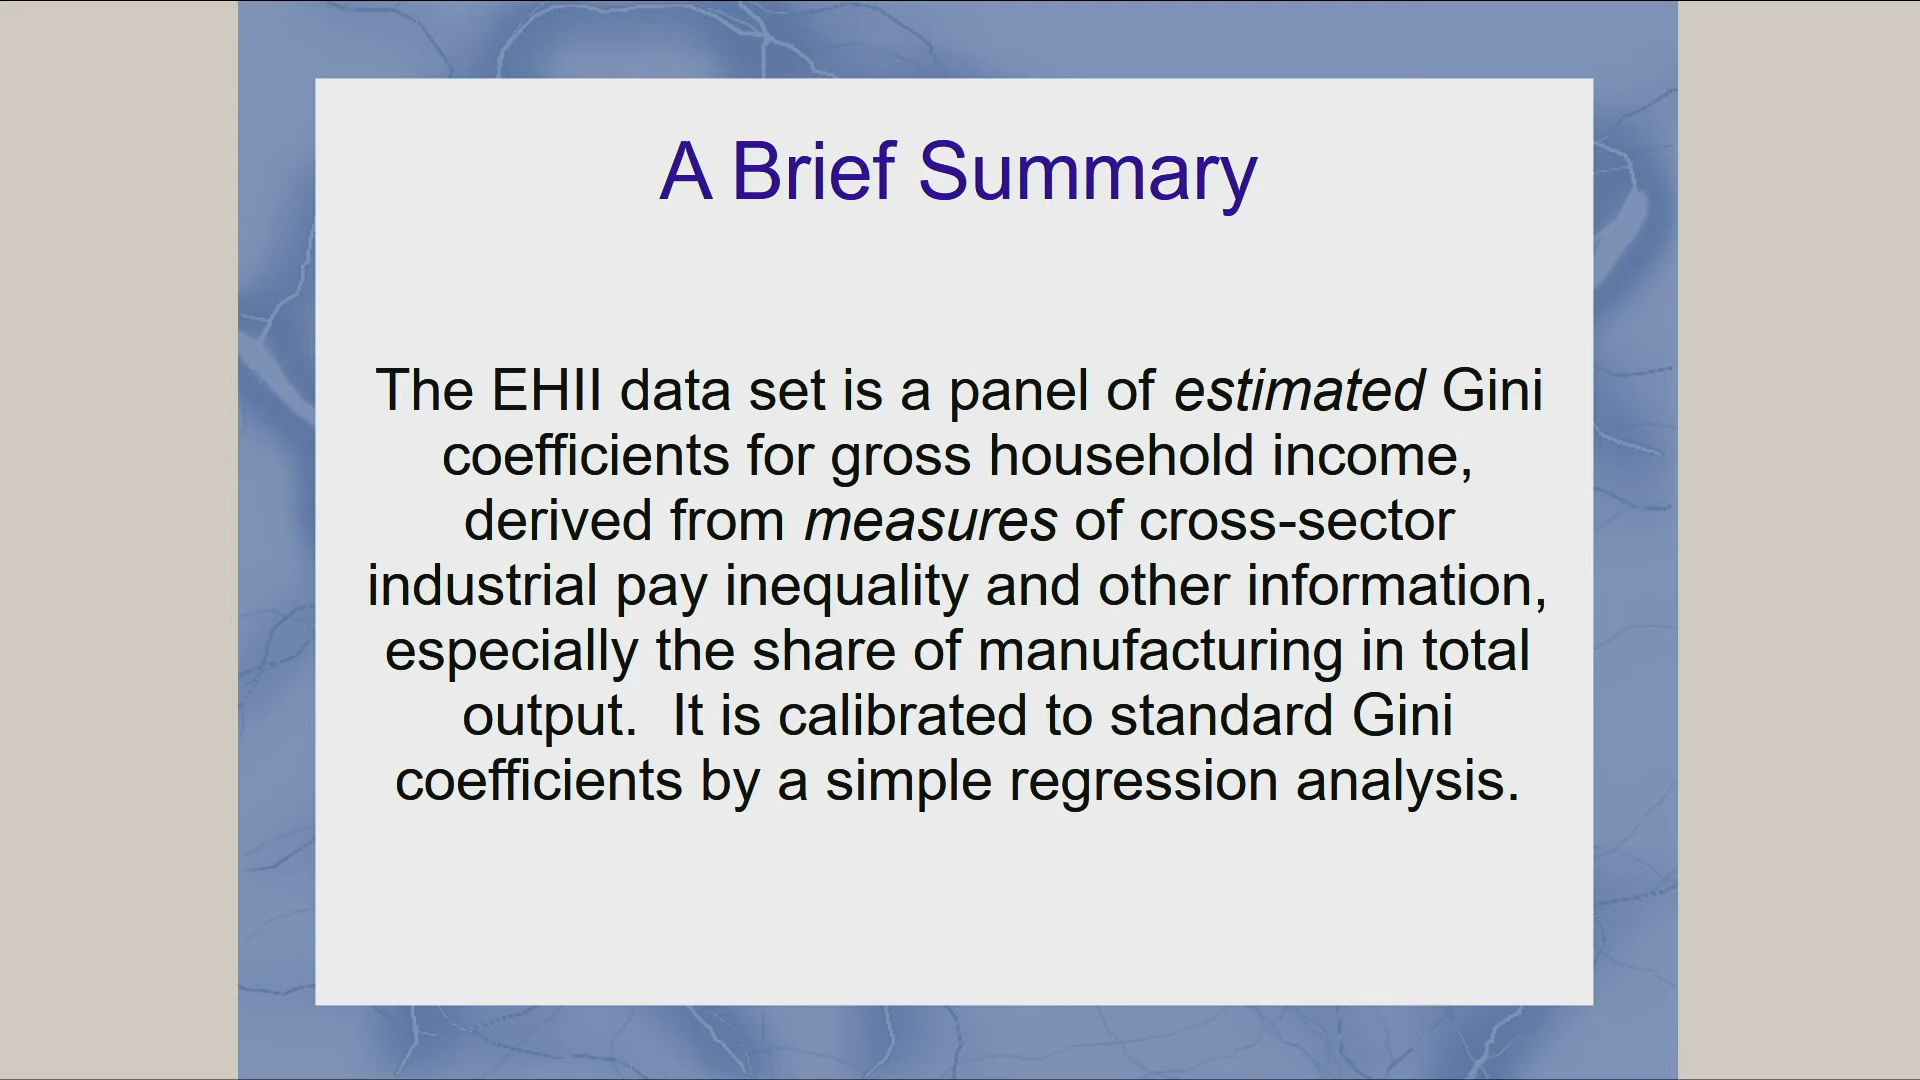 A Brief Summary
The EHII data set is a panel of estimated Gini
coefficients for gross household income,
derived from measures of cross-sector
industrial pay inequality and other information,
especially the share of manufacturing in total
output.  It is calibrated to standard Gini
coefficients by a simple regression analysis.